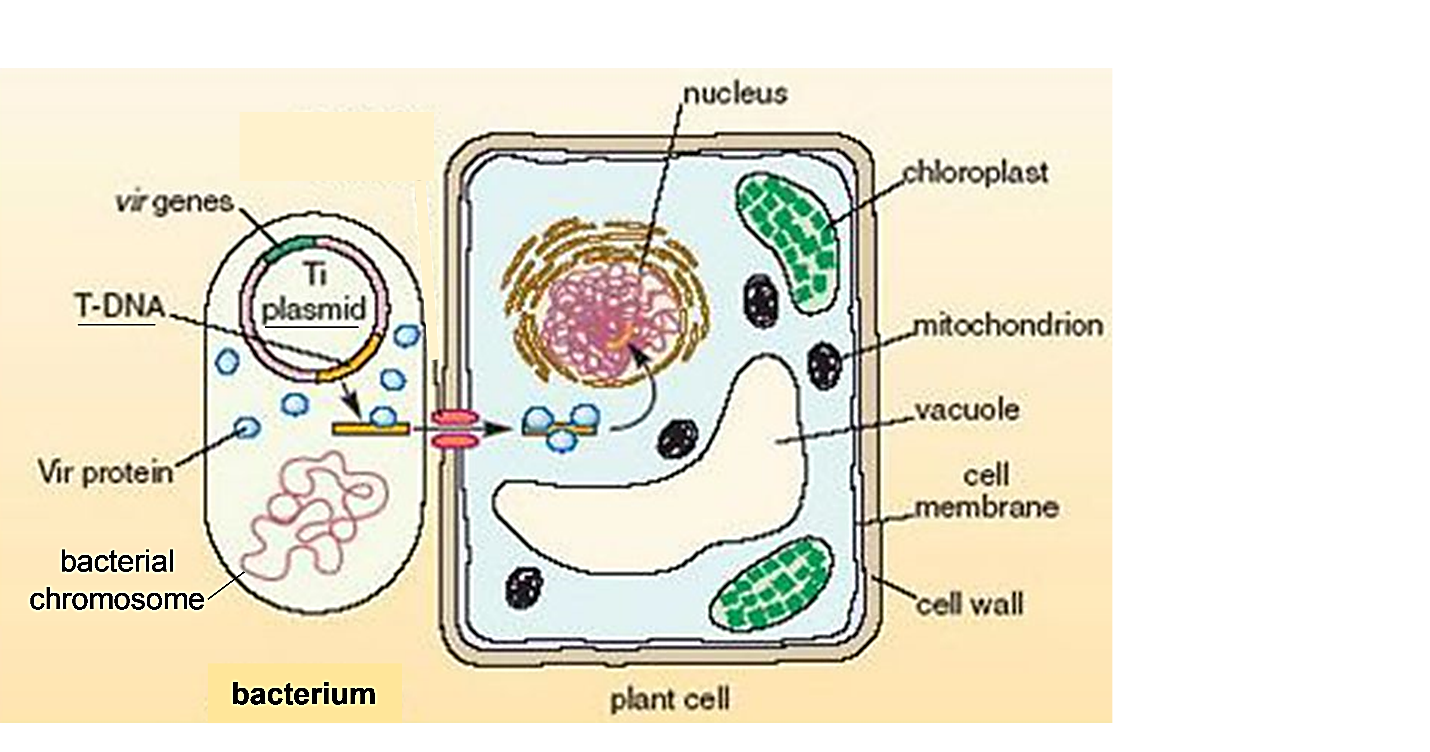 nucleus
chloroplast
vir genes
Ti
plasmid
T-DNA
mitochondrion
vacuole
Vir protein
cell
membrane
bacterial
chromosome
cell wall
bacterium
plant cell